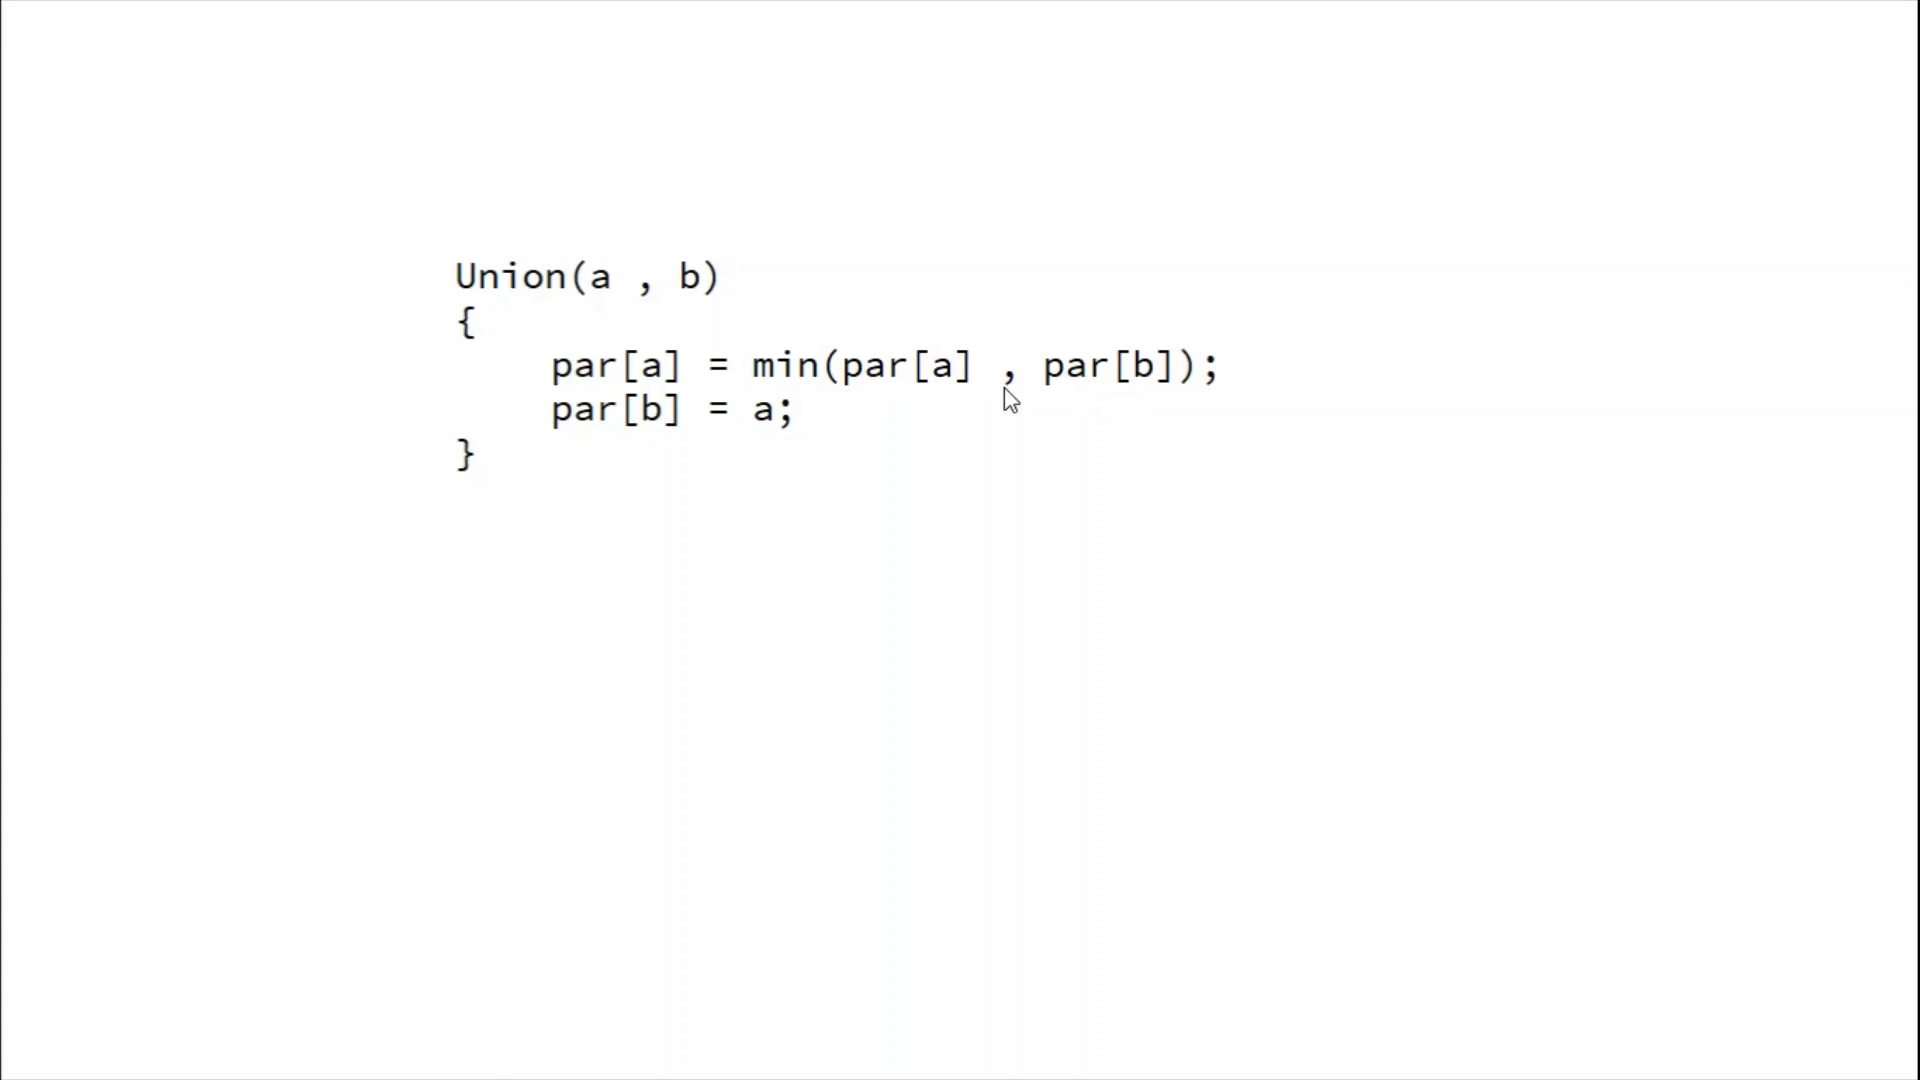 Union(a , b)
{
par[a] = min(par[a] , par[b]);
par[b] = a;
}